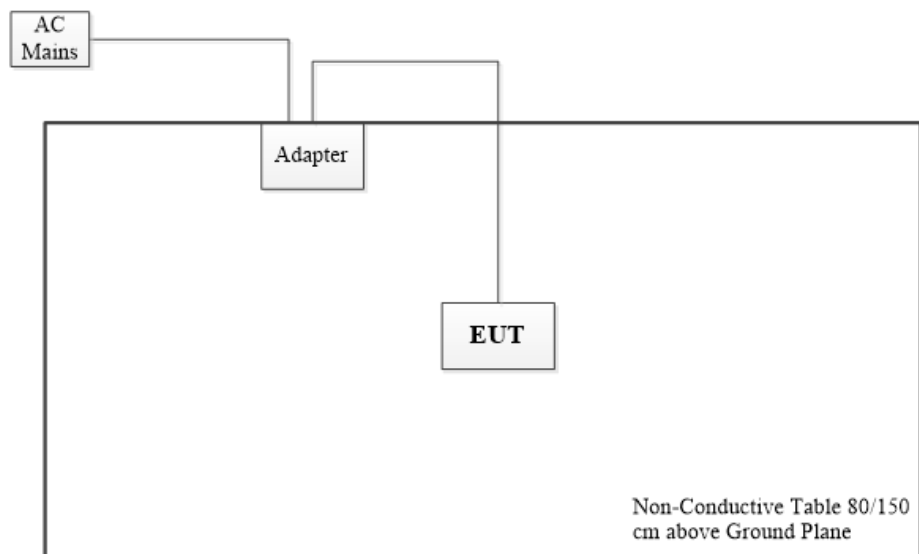 AC
Mains
Adapter
EUT
Non-Conductive Table 80/150
cm above Ground Plane